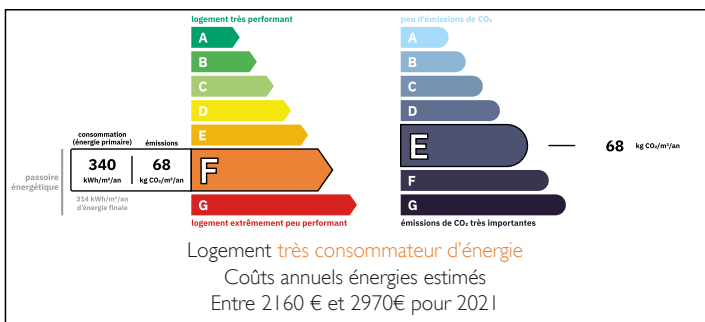 logement très performant
A
B
C
D
E
consommation
(énergie primaire)
émissions
passoire
énergétique
340
kWh/m²/an
68
kg CO₂/m²/an
F
314 kWh/m²/an
d'énergie finale
G
logement extrêmement peu performant
peu d'émissions de CO₂
A
B
C
D
E
68 kg CO₂/m²/an
F
G
émissions de CO₂ très importantes
Logement très consommateur d'énergie
Coûts annuels énergies estimés
Entre 2160 € et 2970€ pour 2021